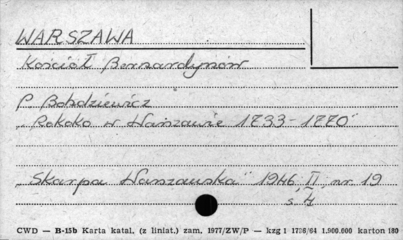 WARSZAWA
Kościół Bernardynów
P Bohdziewicz
„Rokoko w Warszawie 1733-1770"
„Skarpa Warszawska" 1946 II nr 19
s. 4
CWD — B-15b Karta katal. (z liniat.) zam. 1977/ZW/P — kzg 1 1736/64 1.900.000 karton 180